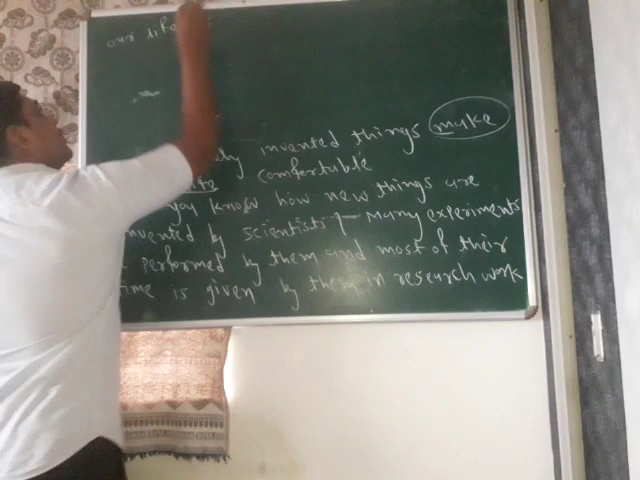 our life
invented things make
comfortable
you know how new things are
invented by scientists? Many experiments
performed by them and most of their
time is given by them in research work